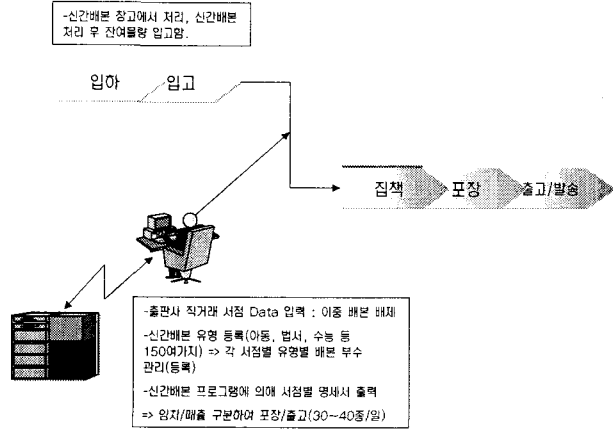 -신간배본 창고에서 처리, 신간배본
처리 후 잔여물량 입고함.
입하 입고
집책 포장 출고/발송
-출판사 직거래 서점 Data 입력 : 이중 배본 배제
-신간배본 유형 등록(아동, 법서, 수능 등
150여가지) => 각 서점별 유형별 배본 부수
관리(등록)
-신간배본 프로그램에 의해 서점별 명세서 출력
=> 위치/매출 구분하여 포장/출고(30~40종/일)